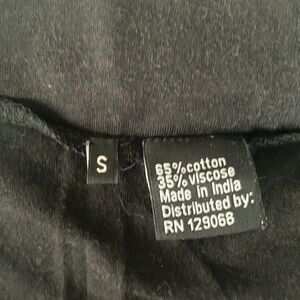 S
65%cotton
35%viscose
Made in India
Distributed by:
RN 129068